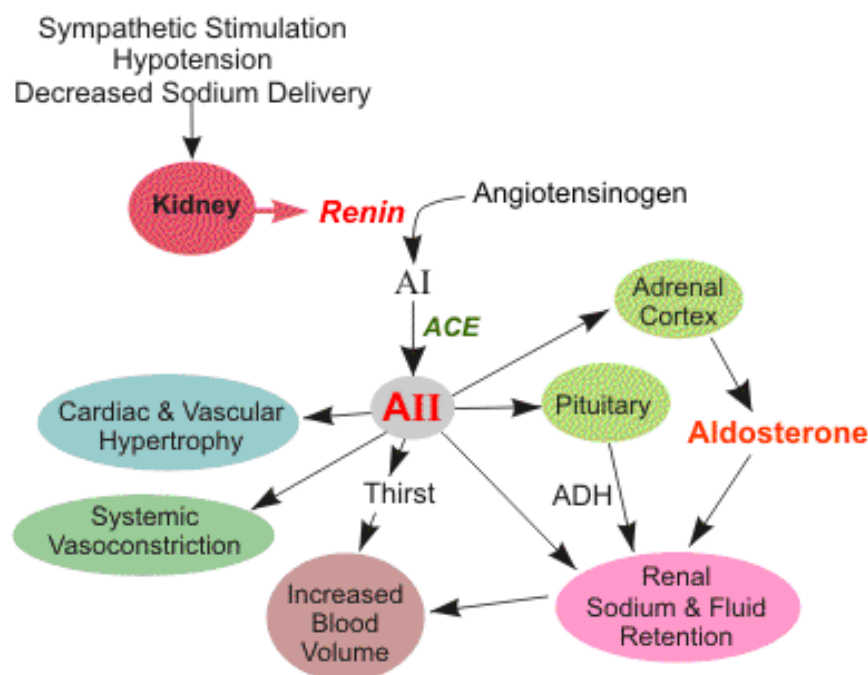 Sympathetic Stimulation
Hypotension
Decreased Sodium Delivery
Kidney
Renin
Angiotensinogen
AI
ACE
Adrenal
Cortex
Cardiac & Vascular
Hypertrophy
AII
Pituitary
Aldosterone
Systemic
Vasoconstriction
Thirst
ADH
Increased
Blood
Volume
Renal
Sodium & Fluid
Retention